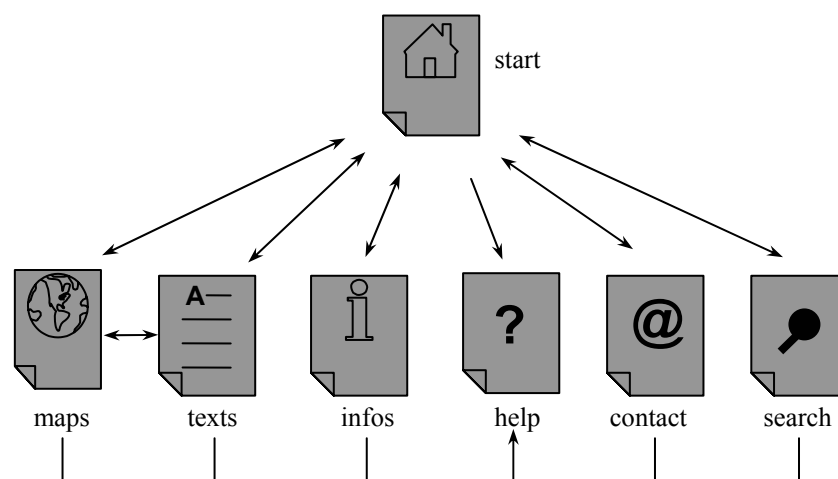 start
A
i
?
@
maps
texts
infos
help
contact
search